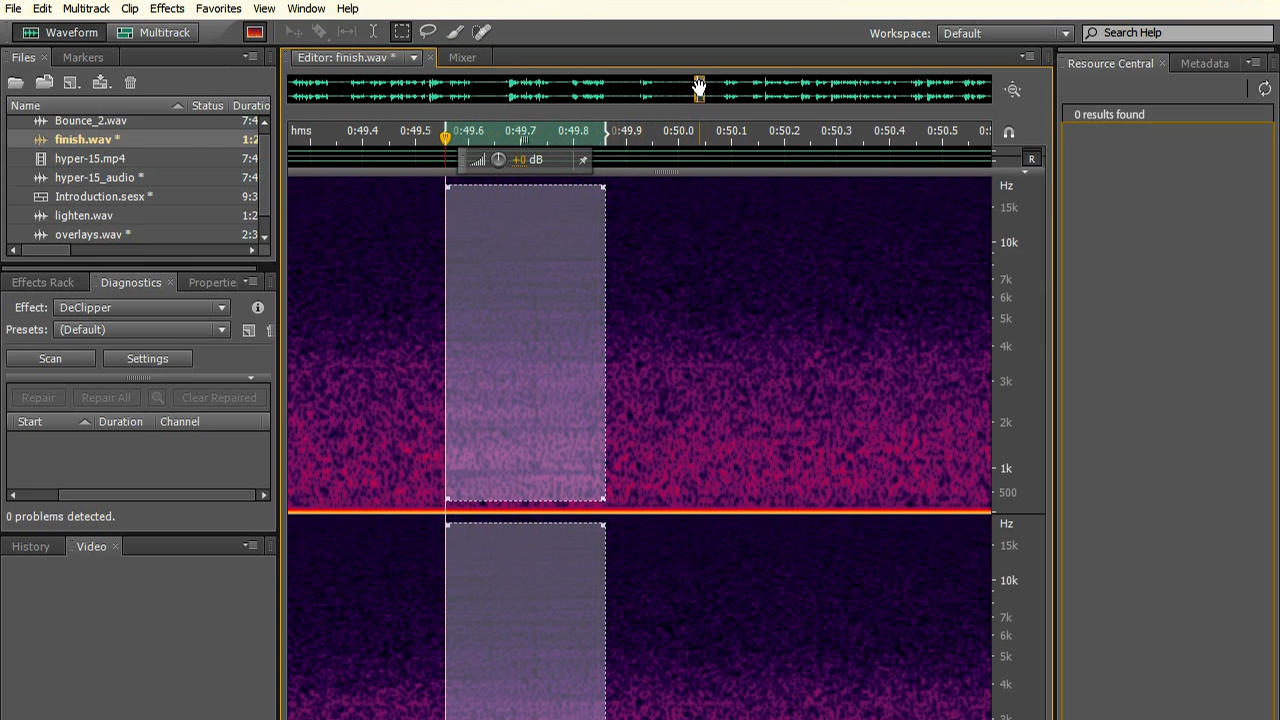 File Edit Multitrack Clip Effects Favorites View Window Help
Waveform Multitrack Workspace: Default Search Help
Files Markers
Name Status Duratio
Bounce_2.wav 7:4
finish.wav * 1:2
hyper-15.mp4 7:4
hyper-15_audio * 7:4
Introduction.sesx * 9:3
lighten.wav 1:2
overlays.wav * 2:3
Effects Rack Diagnostics Propertie
Effect: DeClipper
Presets: (Default)
Scan Settings
Repair Repair All Clear Repaired
Start Duration Channel
0 problems detected.
History Video
Editor: finish.wav * Mixer
hms 0:49.4 0:49.5 0:49.6 0:49.7 0:49.8 0:49.9 0:50.0 0:50.1 0:50.2 0:50.3 0:50.4 0:50.5
+0 dB
R
Hz
15k
10k
7k
6k
5k
4k
3k
2k
1k
500
Hz
15k
10k
7k
6k
5k
4k
Resource Central Metadata
0 results found